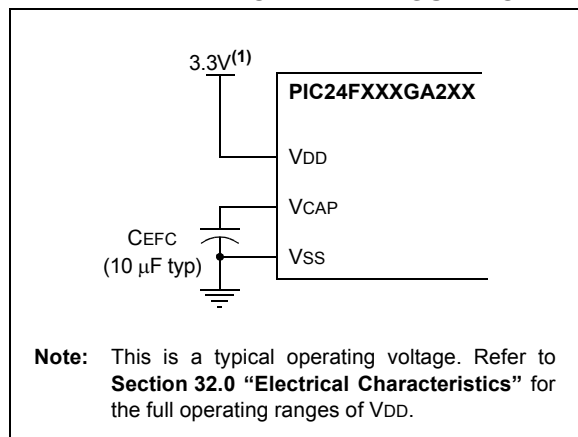 3.3V(1)
PIC24FXXXGA2XX
VDD
VCAP
CEFC
(10 μF typ)
VSS
Note: This is a typical operating voltage. Refer to
Section 32.0 “Electrical Characteristics” for
the full operating ranges of VDD.